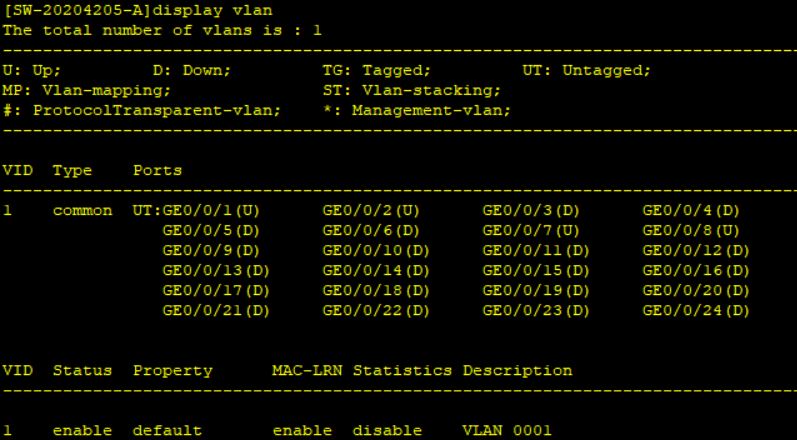 [SW-20204205-A]display vlan
The total number of vlans is : 1
--------------------------------------------------------------------------------
U: Up;         D: Down;         TG: Tagged;         UT: Untagged;
MP: Vlan-mapping;               ST: Vlan-stacking;
#: ProtocolTransparent-vlan;    *: Management-vlan;
--------------------------------------------------------------------------------
VID  Type    Ports
--------------------------------------------------------------------------------
1    common  UT:GE0/0/1(U)      GE0/0/2(U)      GE0/0/3(D)      GE0/0/4(D)
                GE0/0/5(D)      GE0/0/6(D)      GE0/0/7(U)      GE0/0/8(U)
                GE0/0/9(D)      GE0/0/10(D)     GE0/0/11(D)     GE0/0/12(D)
                GE0/0/13(D)     GE0/0/14(D)     GE0/0/15(D)     GE0/0/16(D)
                GE0/0/17(D)     GE0/0/18(D)     GE0/0/19(D)     GE0/0/20(D)
                GE0/0/21(D)     GE0/0/22(D)     GE0/0/23(D)     GE0/0/24(D)
VID  Status  Property      MAC-LRN Statistics Description
--------------------------------------------------------------------------------
1    enable  default       enable  disable    VLAN 0001